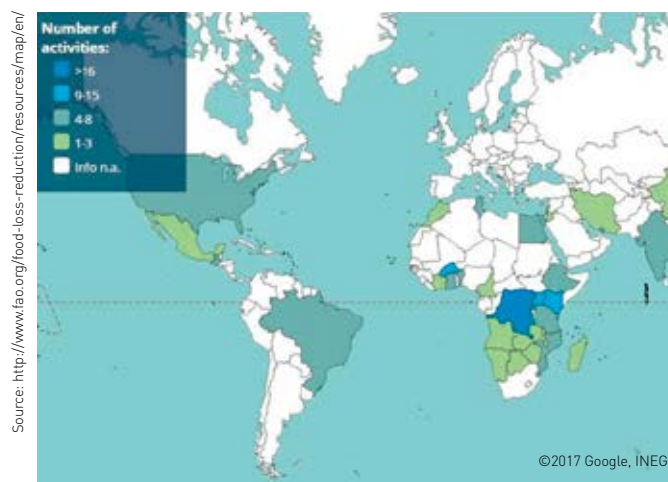 Source: http://www.fao.org/food-loss-reduction/resources/map/en/
Number of
activities:
>16
9-15
4-8
1-3
Info n.a.
©2017 Google, INEG